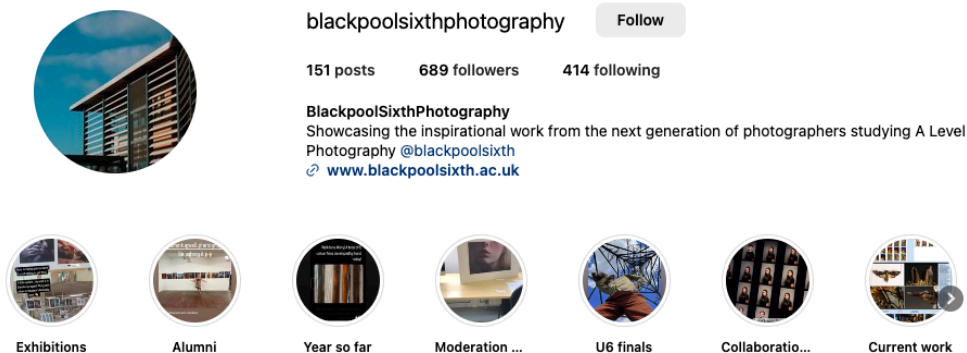 blackpoolsixthphotography Follow
151 posts 689 followers 414 following
BlackpoolSixthPhotography
Showcasing the inspirational work from the next generation of photographers studying A Level
Photography @blackpoolsixth
www.blackpoolsixth.ac.uk
Exhibitions Alumni Year so far Moderation ... U6 finals Collaboratio... Current work